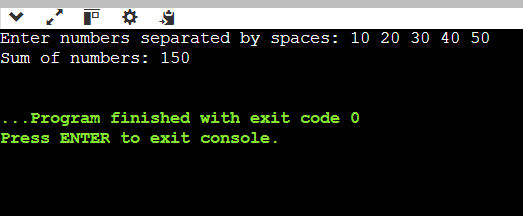 Enter numbers separated by spaces: 10 20 30 40 50
Sum of numbers: 150
...Program finished with exit code 0
Press ENTER to exit console.